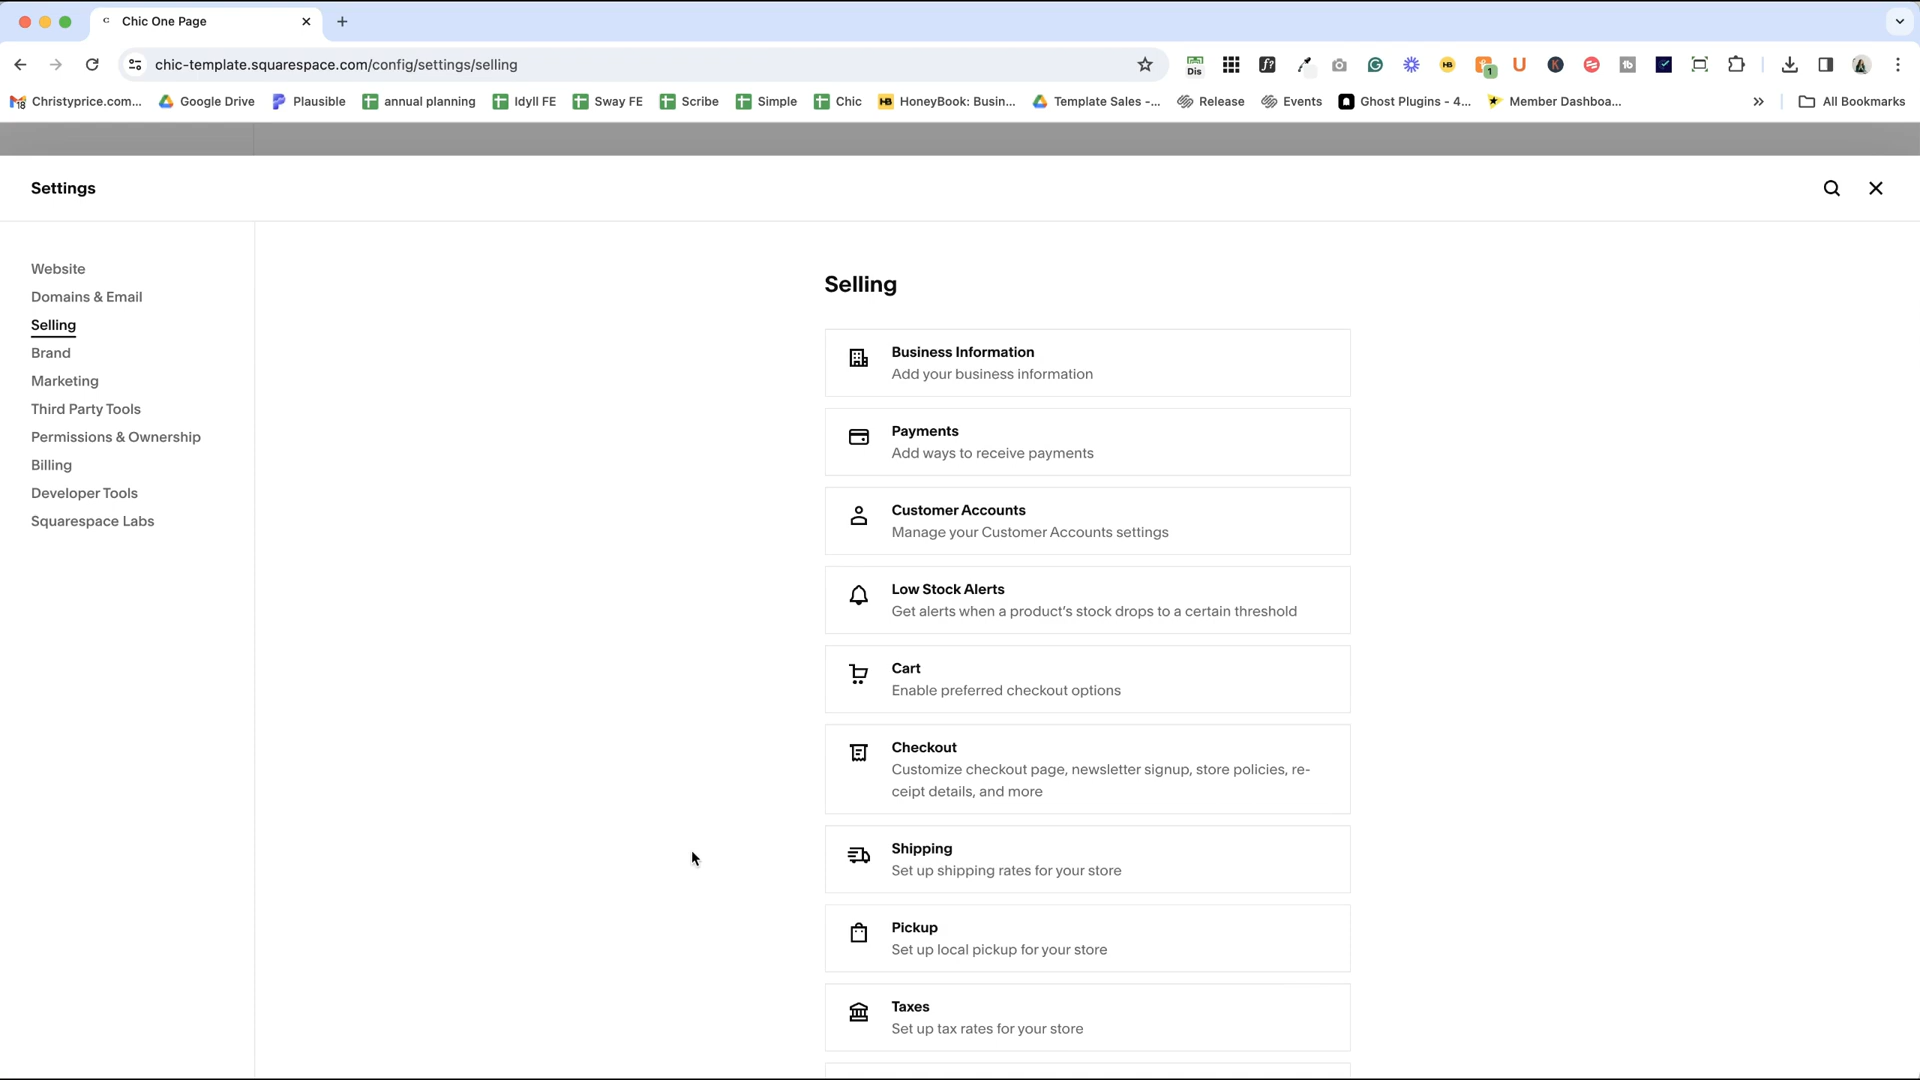 C Chic One Page
chic-template.squarespace.com/config/settings/selling
Dis
f?
HB
1
U
K
tb
18 Christyprice.com... Google Drive Plausible annual planning Idyll FE Sway FE Scribe Simple Chic HB HoneyBook: Busin... Template Sales -... Release Events Ghost Plugins - 4... Member Dashboa... » All Bookmarks
Settings
Website
Domains & Email
Selling
Brand
Marketing
Third Party Tools
Permissions & Ownership
Billing
Developer Tools
Squarespace Labs
Selling
Business Information
Add your business information
Payments
Add ways to receive payments
Customer Accounts
Manage your Customer Accounts settings
Low Stock Alerts
Get alerts when a product's stock drops to a certain threshold
Cart
Enable preferred checkout options
Checkout
Customize checkout page, newsletter signup, store policies, re-
ceipt details, and more
Shipping
Set up shipping rates for your store
Pickup
Set up local pickup for your store
Taxes
Set up tax rates for your store